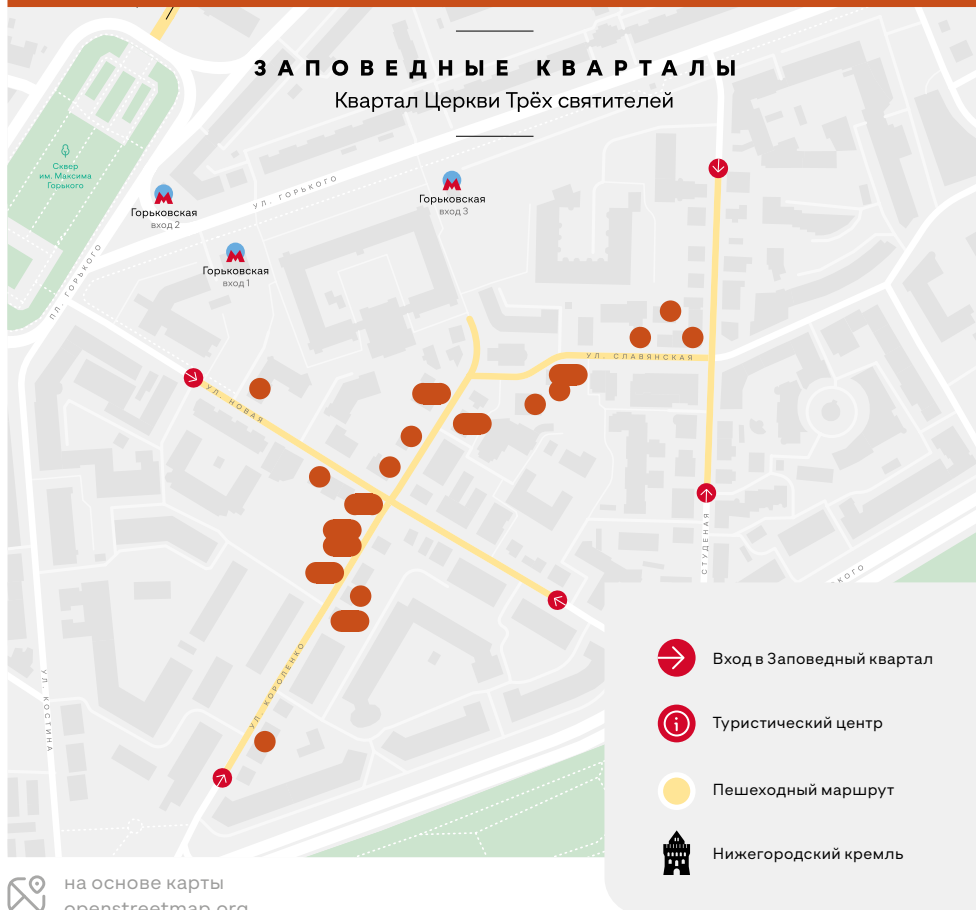 ЗАПОВЕДНЫЕ КВАРТАЛЫ
Квартал Церкви Трёх святителей
Сквер
им. Максима
Горького
Горьковская
вход 2
УЛ. ГОРЬКОГО
Горьковская
вход 3
Горьковская
вход 1
ПЛ. ГОРЬКОГО
УЛ. СЛАВЯНСКАЯ
УЛ. НОВАЯ
СТУДЕНАЯ
УЛ. КОРОЛЕНКО
УЛ. КОСТИНА
Вход в Заповедный квартал
Туристический центр
Пешеходный маршрут
Нижегородский кремль
на основе карты
openstreetmap.org